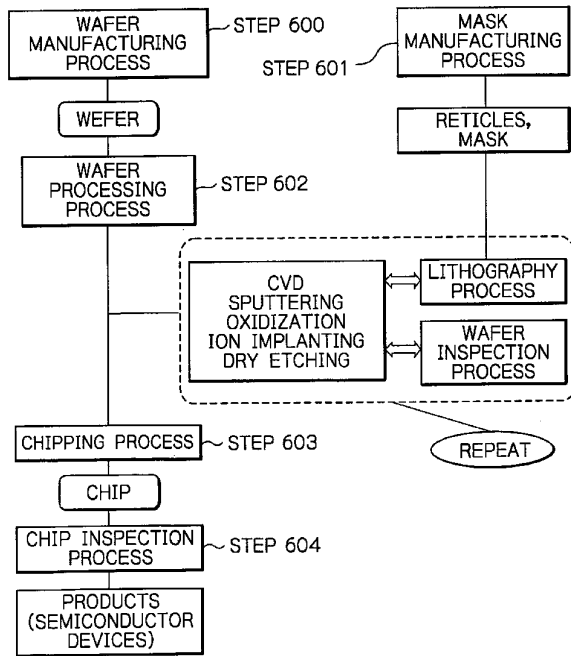 WAFER
MANUFACTURING
PROCESS
STEP 600
MASK
MANUFACTURING
PROCESS
STEP 601
WEFER
RETICLES,
MASK
WAFER
PROCESSING
PROCESS
STEP 602
CVD
SPUTTERING
OXIDIZATION
ION IMPLANTING
DRY ETCHING
LITHOGRAPHY
PROCESS
WAFER
INSPECTION
PROCESS
REPEAT
CHIPPING PROCESS
STEP 603
CHIP
CHIP INSPECTION
PROCESS
STEP 604
PRODUCTS
(SEMICONDUCTOR
DEVICES)